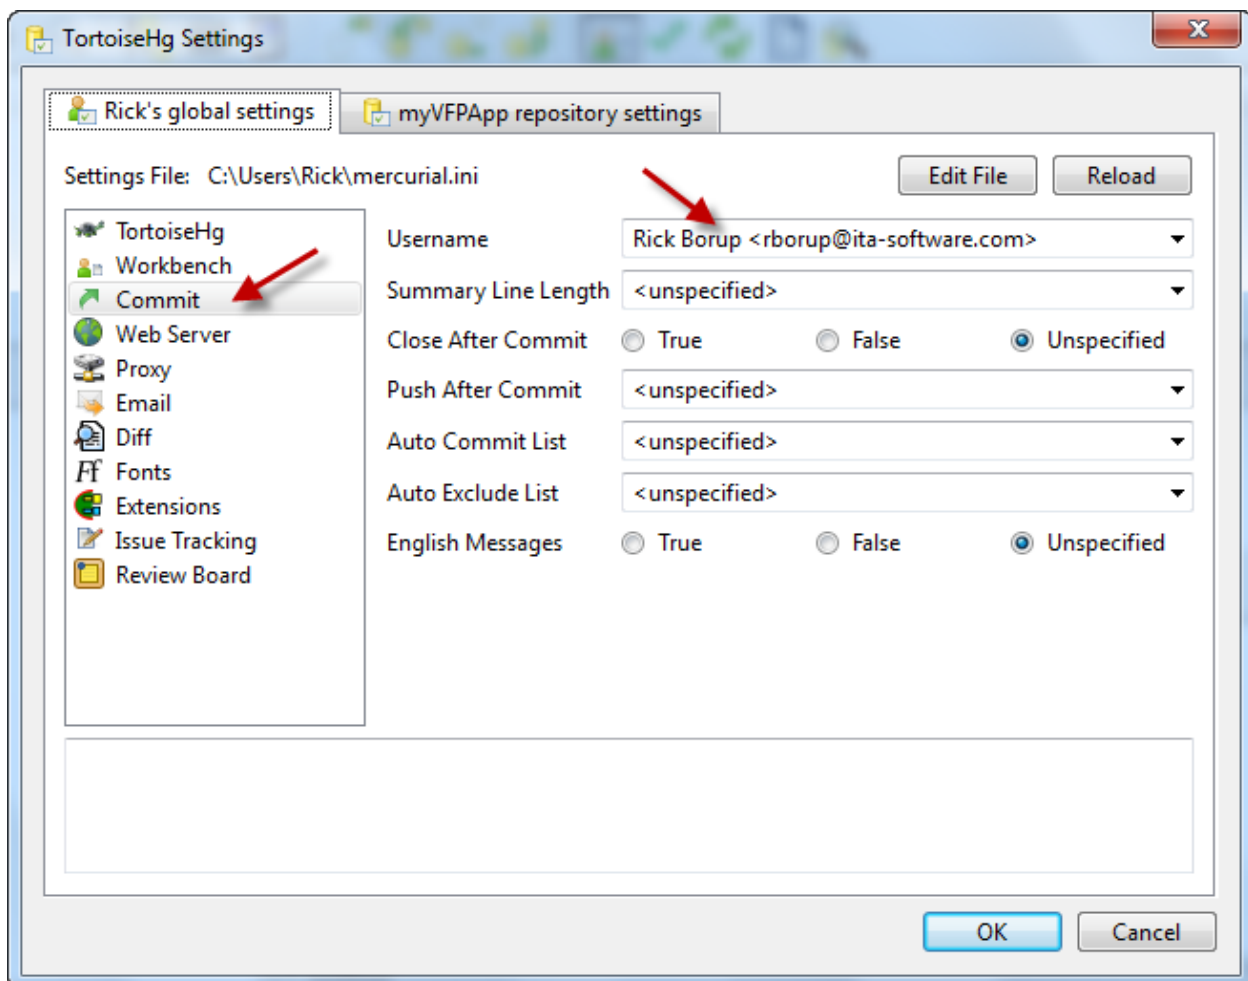 TortoiseHg Settings
Rick's global settings myVFPApp repository settings
Settings File: C:\Users\Rick\mercurial.ini Edit File Reload
TortoiseHg
Workbench
Commit
Web Server
Proxy
Email
Diff
Fonts
Extensions
Issue Tracking
Review Board
Username Rick Borup <rborup@ita-software.com>
Summary Line Length <unspecified>
Close After Commit True False Unspecified
Push After Commit <unspecified>
Auto Commit List <unspecified>
Auto Exclude List <unspecified>
English Messages True False Unspecified
OK Cancel